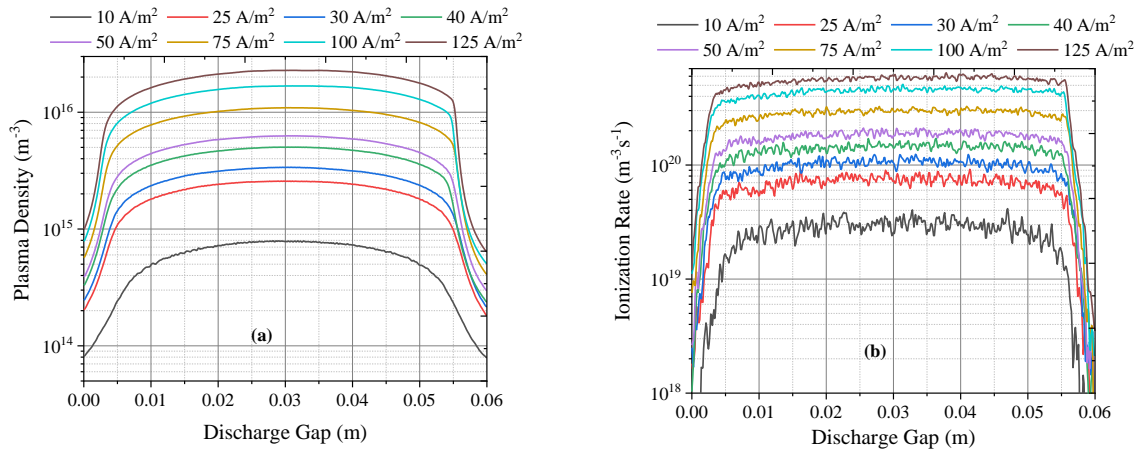 10 A/m² 25 A/m² 30 A/m² 40 A/m²
50 A/m² 75 A/m² 100 A/m² 125 A/m²
Plasma Density (m⁻³)
10¹⁶
10¹⁵
10¹⁴
(a)
0.00 0.01 0.02 0.03 0.04 0.05 0.06
Discharge Gap (m)
10 A/m² 25 A/m² 30 A/m² 40 A/m²
50 A/m² 75 A/m² 100 A/m² 125 A/m²
Ionization Rate (m⁻³s⁻¹)
10²⁰
10¹⁹
10¹⁸
(b)
0.00 0.01 0.02 0.03 0.04 0.05 0.06
Discharge Gap (m)